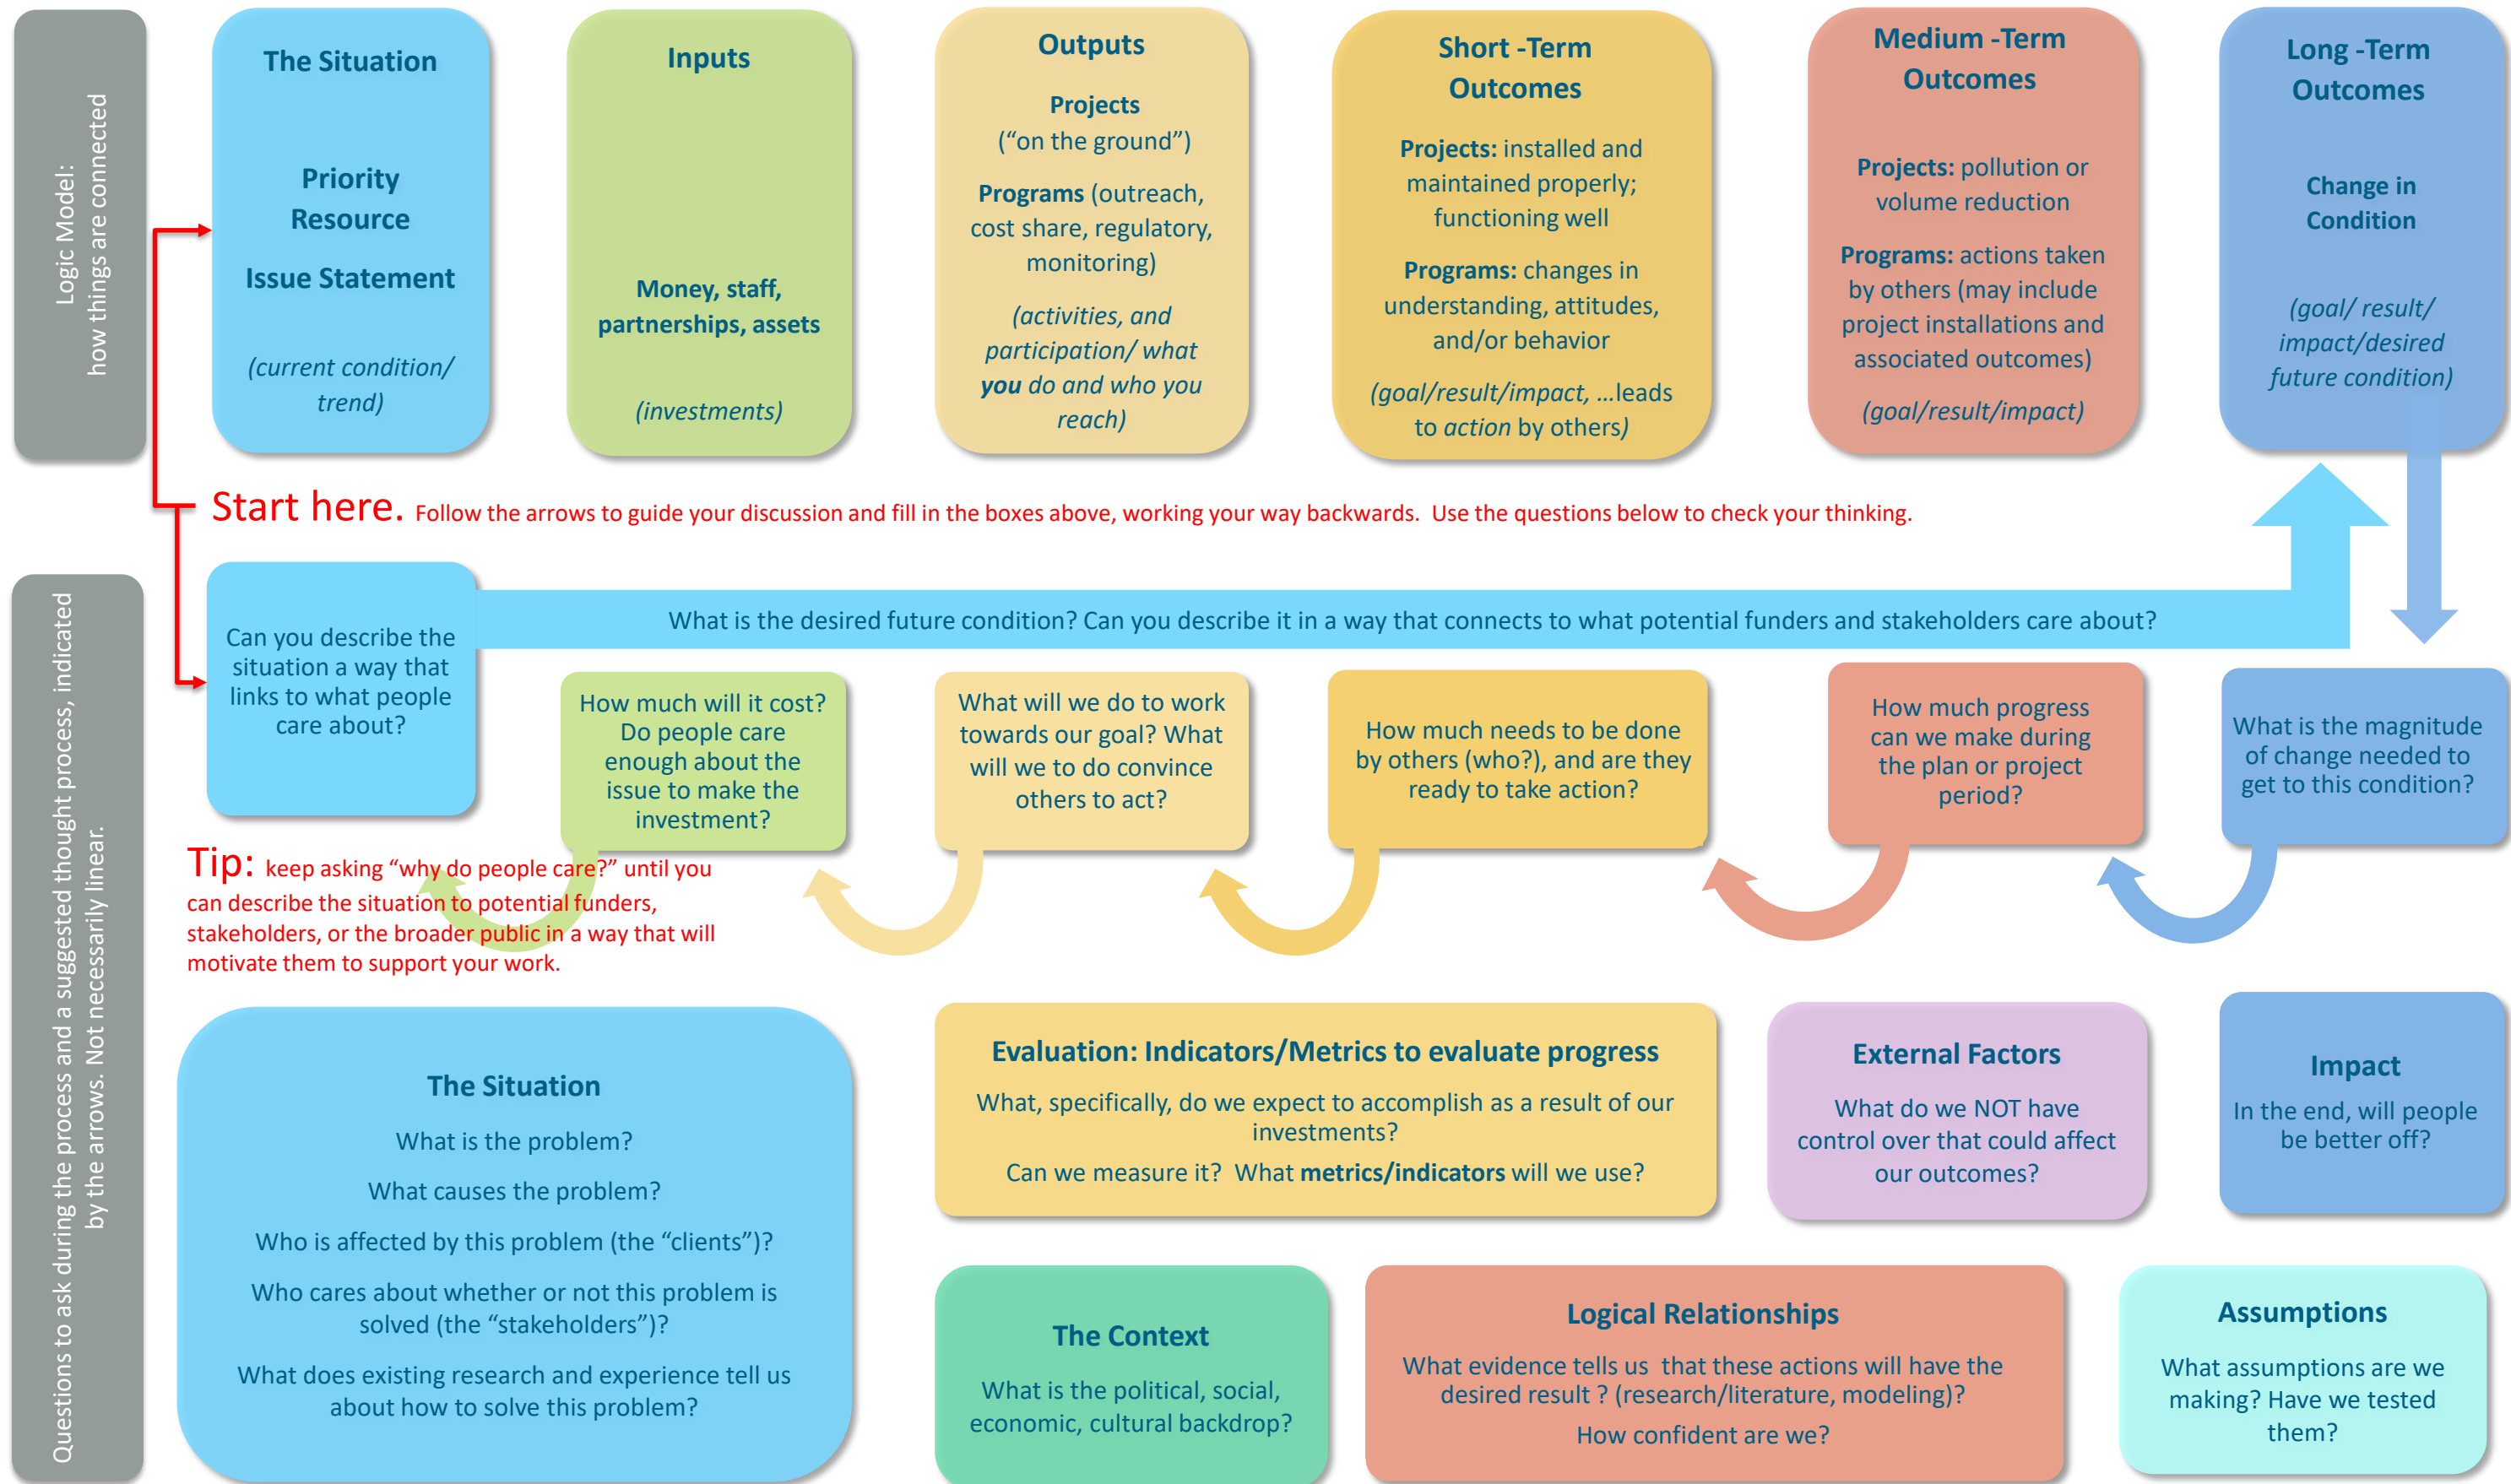 Logic Model:
how things are connected
The Situation
Priority
Resource
Issue Statement
(current condition/
trend)
Inputs
Money, staff,
partnerships, assets
(investments)
Outputs
Projects
(“on the ground”)
Programs (outreach,
cost share, regulatory,
monitoring)
(activities, and
participation/ what
you do and who you
reach)
Short -Term
Outcomes
Projects: installed and
maintained properly;
functioning well
Programs: changes in
understanding, attitudes,
and/or behavior
(goal/result/impact, ...leads
to action by others)
Medium -Term
Outcomes
Projects: pollution or
volume reduction
Programs: actions taken
by others (may include
project installations and
associated outcomes)
(goal/result/impact)
Long -Term
Outcomes
Change in
Condition
(goal/ result/
impact/desired
future condition)
Start here. Follow the arrows to guide your discussion and fill in the boxes above, working your way backwards.  Use the questions below to check your thinking.
Questions to ask during the process and a suggested thought process, indicated
by the arrows. Not necessarily linear.
Can you describe the
situation a way that
links to what people
care about?
What is the desired future condition? Can you describe it in a way that connects to what potential funders and stakeholders care about?
How much will it cost?
Do people care
enough about the
issue to make the
investment?
What will we do to work
towards our goal? What
will we to do convince
others to act?
How much needs to be done
by others (who?), and are they
ready to take action?
How much progress
can we make during
the plan or project
period?
What is the magnitude
of change needed to
get to this condition?
Tip: keep asking “why do people care?” until you
can describe the situation to potential funders,
stakeholders, or the broader public in a way that will
motivate them to support your work.
The Situation
What is the problem?
What causes the problem?
Who is affected by this problem (the “clients”)?
Who cares about whether or not this problem is
solved (the “stakeholders”)?
What does existing research and experience tell us
about how to solve this problem?
Evaluation: Indicators/Metrics to evaluate progress
What, specifically, do we expect to accomplish as a result of our
investments?
Can we measure it?  What metrics/indicators will we use?
External Factors
What do we NOT have
control over that could affect
our outcomes?
Impact
In the end, will people
be better off?
The Context
What is the political, social,
economic, cultural backdrop?
Logical Relationships
What evidence tells us  that these actions will have the
desired result ? (research/literature, modeling)?
How confident are we?
Assumptions
What assumptions are we
making? Have we tested
them?